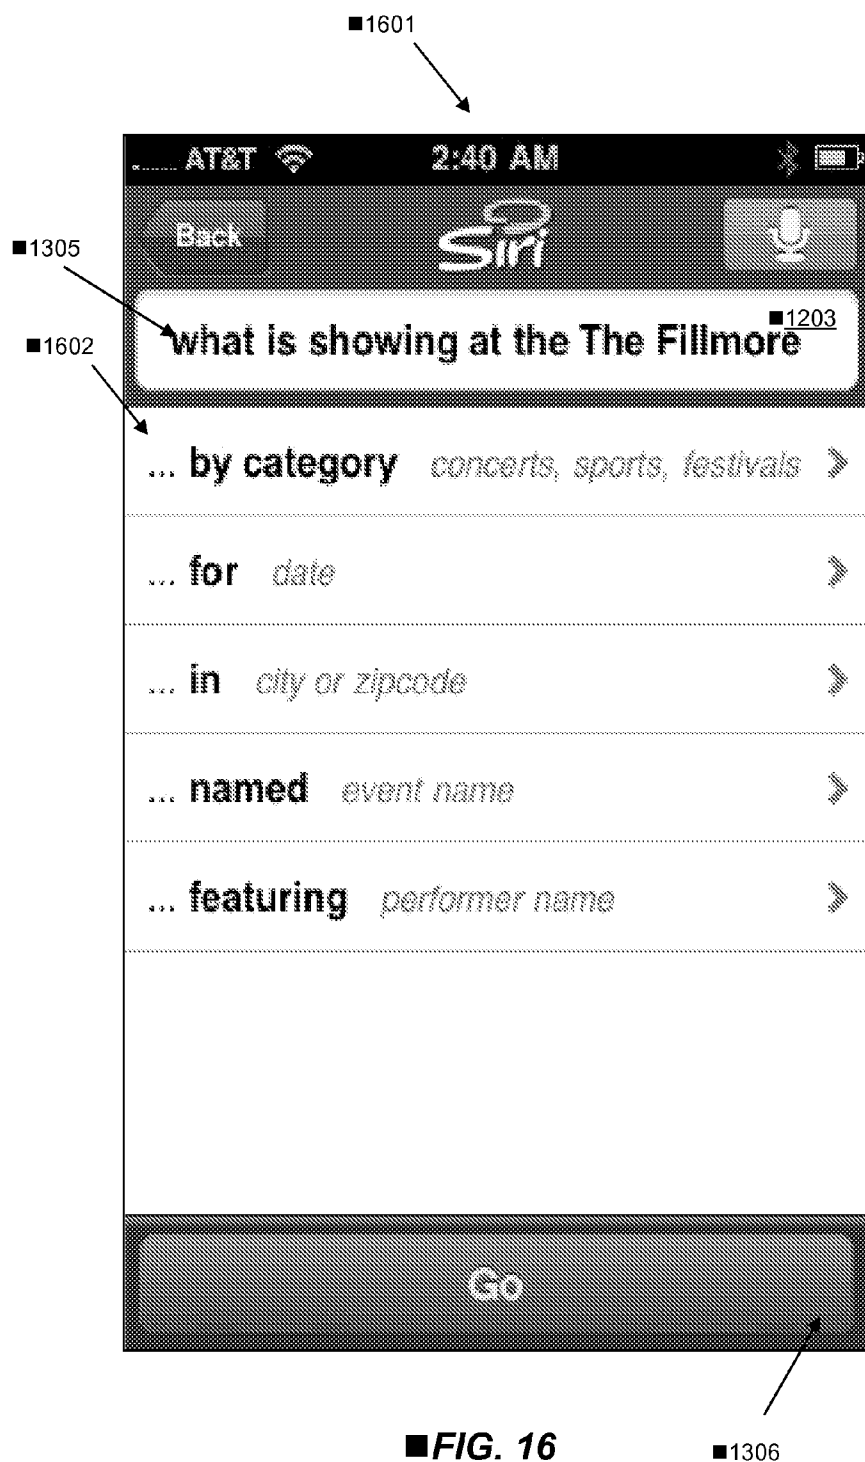 ■1601
AT&T 2:40 AM
Back Siri
■1305
■1203
what is showing at the The Fillmore
■1602
... by category concerts, sports, festivals
... for date
... in city or zipcode
... named event name
... featuring performer name
Go
■FIG. 16
■1306